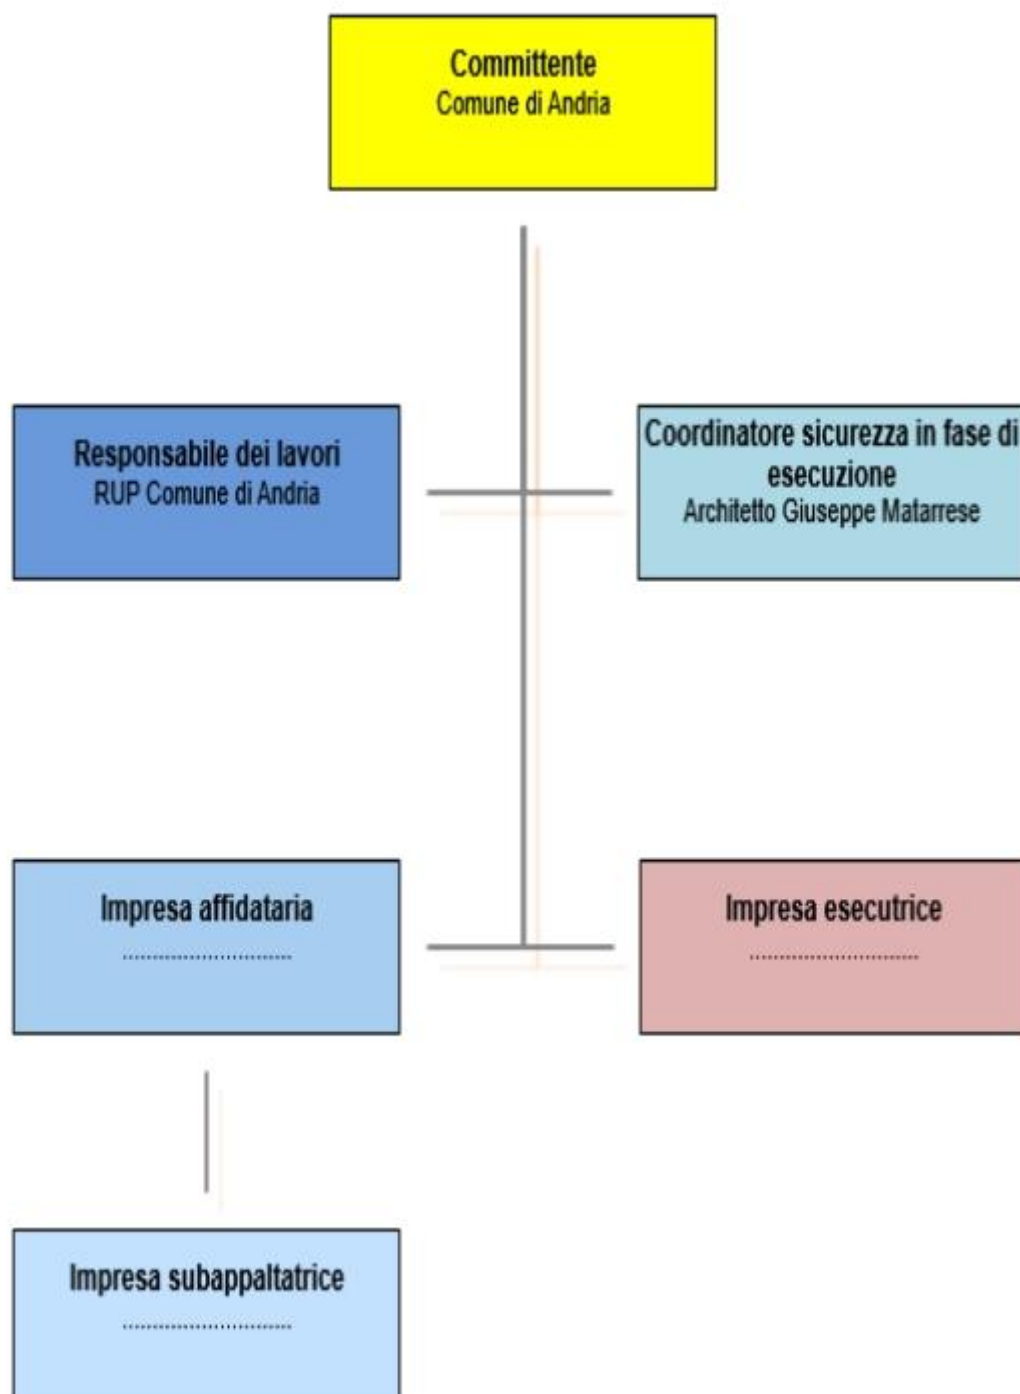 Committente
Comune di Andria
Responsabile dei lavori
RUP Comune di Andria
Coordinatore sicurezza in fase di
esecuzione
Architetto Giuseppe Matarrese
Impresa affidataria
............................
Impresa esecutrice
............................
Impresa subappaltatrice
............................